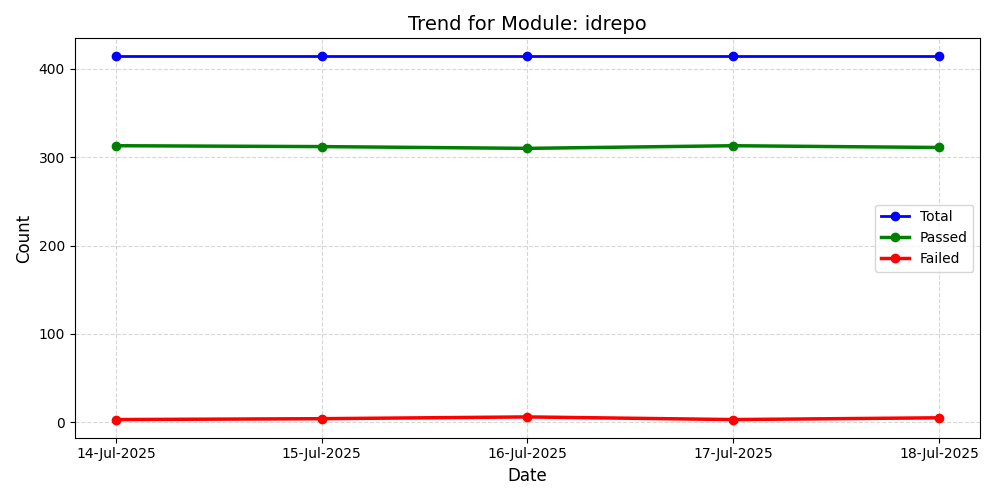 Trend for Module: idrepo
Count
400
300
200
100
0
Total
Passed
Failed
14-Jul-2025
15-Jul-2025
16-Jul-2025
17-Jul-2025
18-Jul-2025
Date